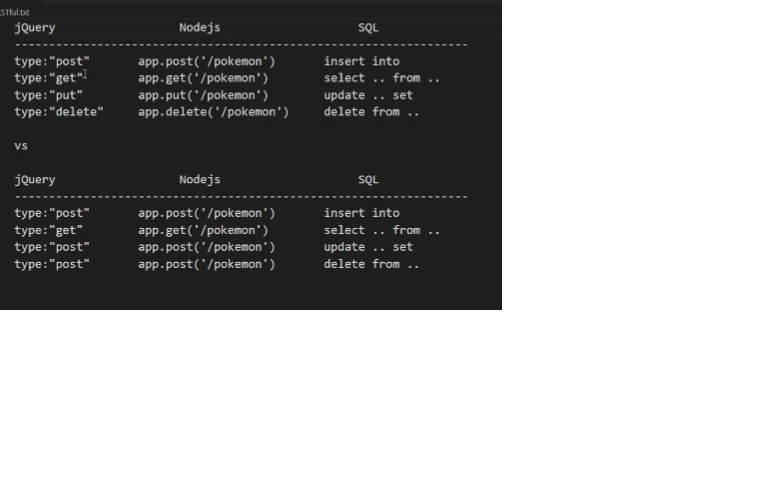 STful.txt
jQuery Nodejs SQL
------------------------------------------------------------------
type:"post" app.post('/pokemon') insert into
type:"get" app.get('/pokemon') select .. from ..
type:"put" app.put('/pokemon') update .. set
type:"delete" app.delete('/pokemon') delete from ..
vs
jQuery Nodejs SQL
------------------------------------------------------------------
type:"post" app.post('/pokemon') insert into
type:"get" app.get('/pokemon') select .. from ..
type:"post" app.post('/pokemon') update .. set
type:"post" app.post('/pokemon') delete from ..